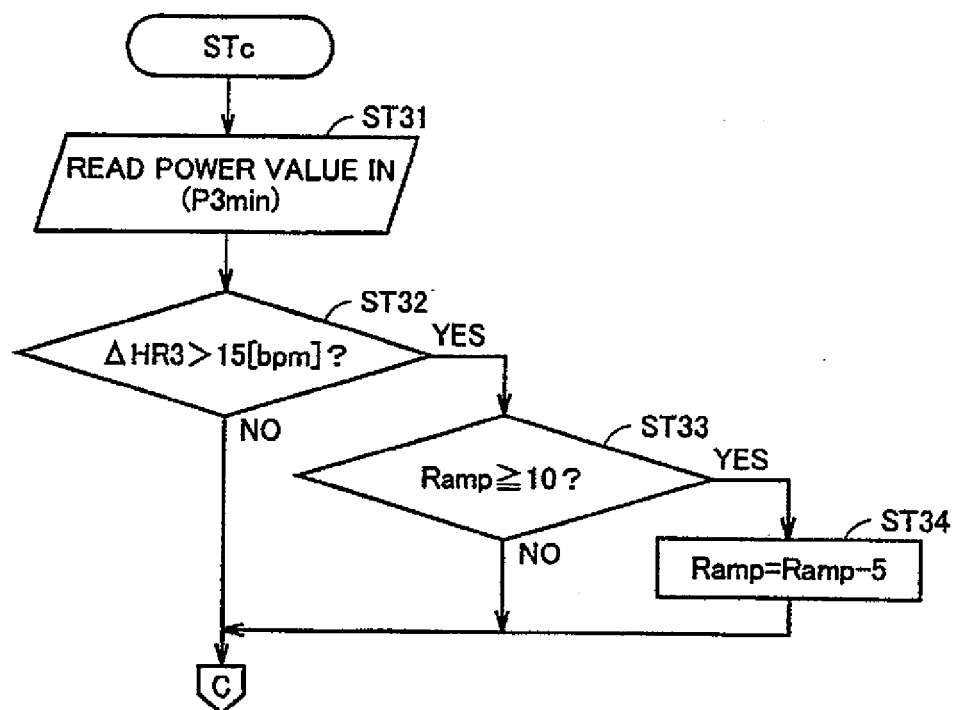 STc
ST31
READ POWER VALUE IN
(P3min)
ST32
ΔHR3>15[bpm]?
YES
NO
ST33
Ramp≧10?
YES
NO
ST34
Ramp=Ramp-5
C